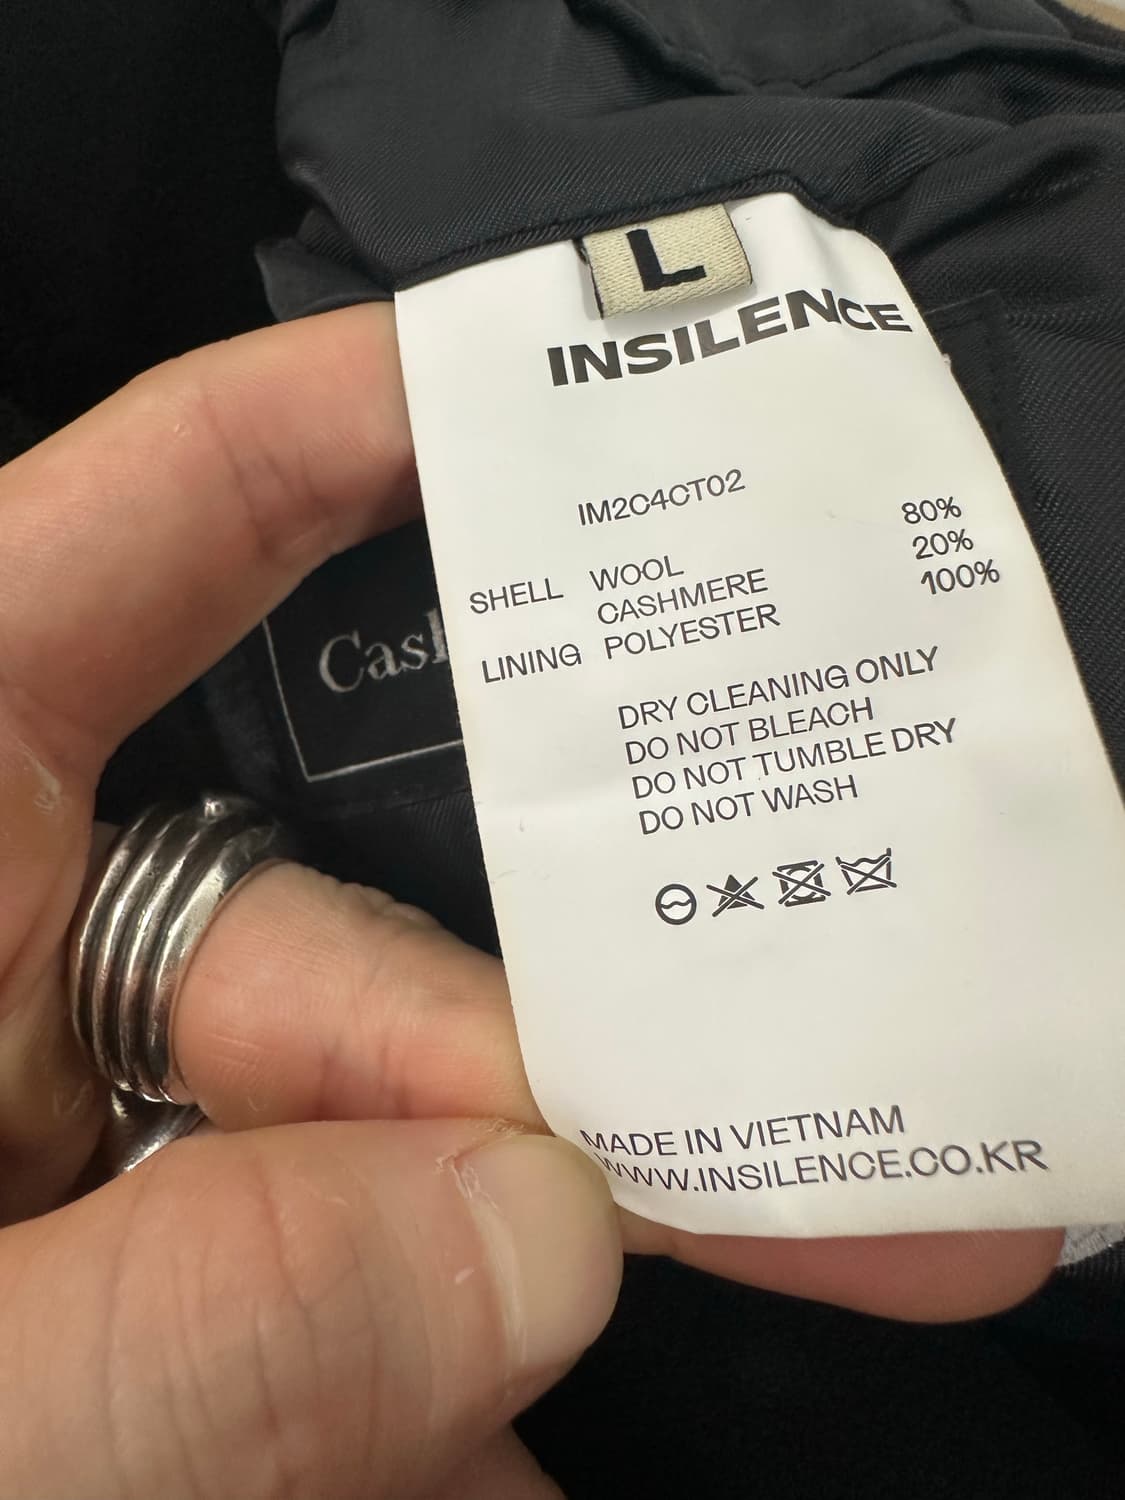 L
INSILENCE
IM2C4CT02
SHELL WOOL 80%
CASHMERE 20%
LINING POLYESTER 100%
DRY CLEANING ONLY
DO NOT BLEACH
DO NOT TUMBLE DRY
DO NOT WASH
MADE IN VIETNAM
WWW.INSILENCE.CO.KR